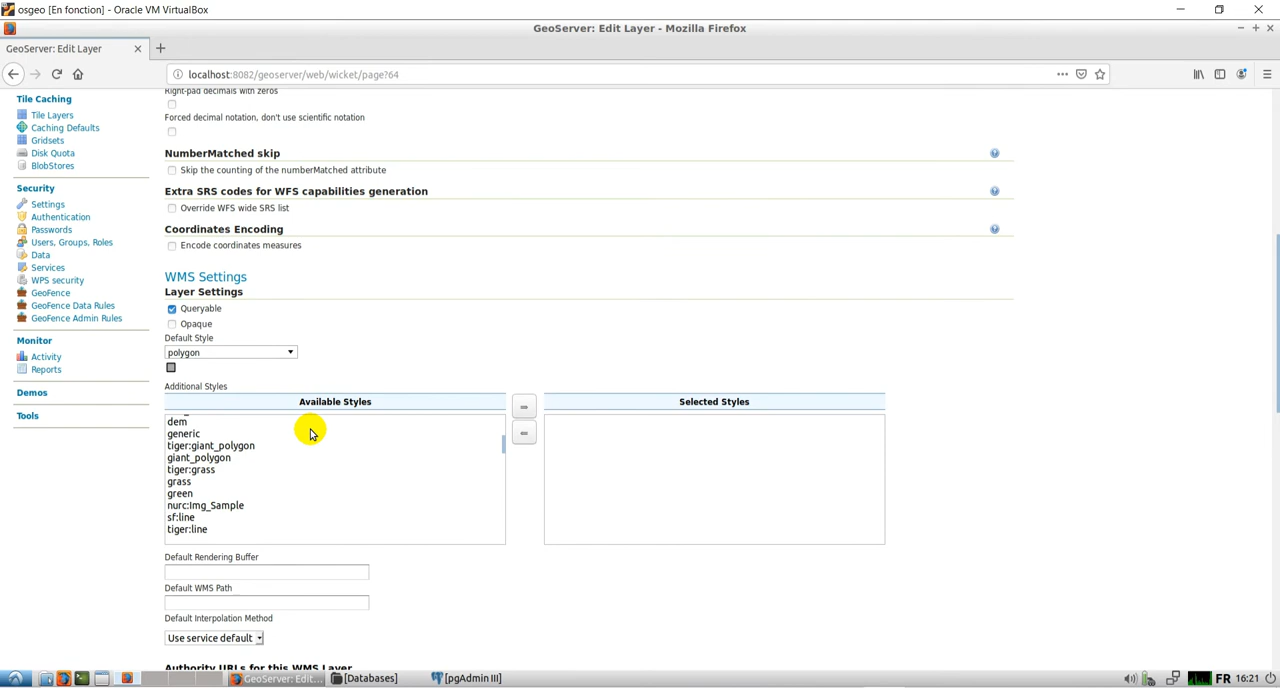 osgeo [En fonction] - Oracle VM VirtualBox
GeoServer: Edit Layer - Mozilla Firefox
GeoServer: Edit Layer
localhost:8082/geoserver/web/wicket/page?64
Tile Caching
Tile Layers
Caching Defaults
Gridsets
Disk Quota
BlobStores
Security
Settings
Authentication
Passwords
Users, Groups, Roles
Data
Services
WPS security
GeoFence
GeoFence Data Rules
GeoFence Admin Rules
Monitor
Activity
Reports
Demos
Tools
Right-pad decimals with zeros
Forced decimal notation, don't use scientific notation
NumberMatched skip
Skip the counting of the numberMatched attribute
Extra SRS codes for WFS capabilities generation
Override WFS wide SRS list
Coordinates Encoding
Encode coordinates measures
WMS Settings
Layer Settings
Queryable
Opaque
Default Style
polygon
Additional Styles
Available Styles
Selected Styles
dem
generic
tiger:giant_polygon
giant_polygon
tiger:grass
grass
green
nurc:Img_Sample
sf:line
tiger:line
Default Rendering Buffer
Default WMS Path
Default Interpolation Method
Use service default
Authority URLs for this WMS Layer
GeoServer: Edit...
[Databases]
[pgAdmin III]
FR 16:21